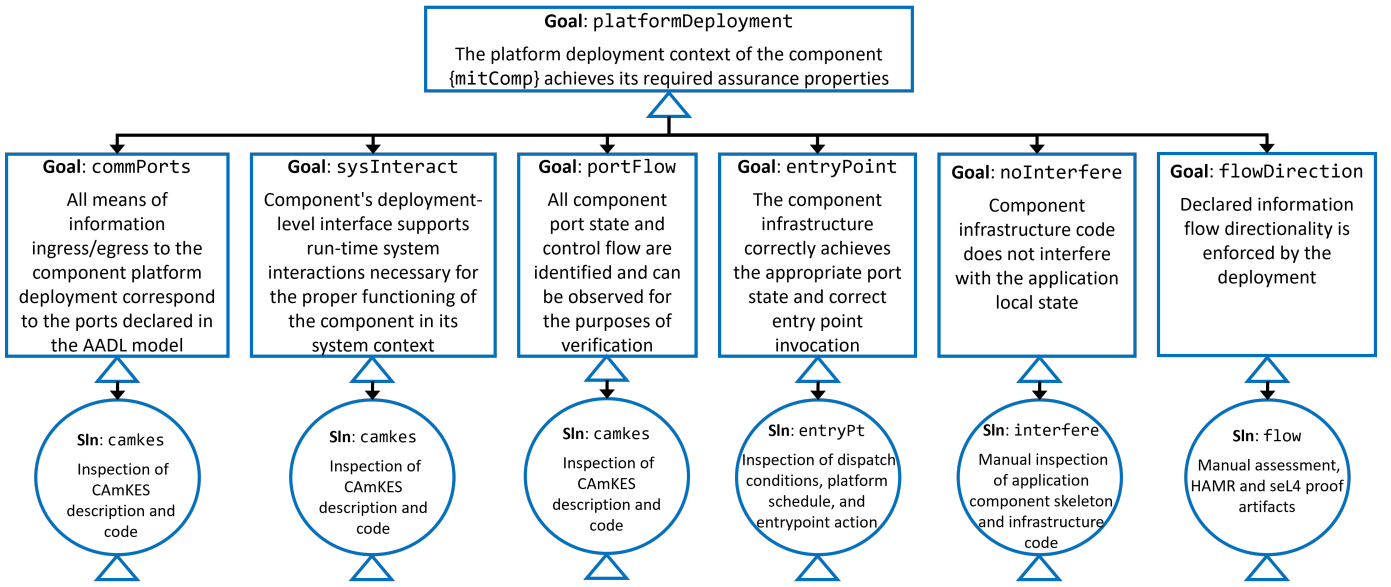 Goal: platformDeployment
The platform deployment context of the component
{mitComp} achieves its required assurance properties
Goal: commPorts
All means of
information
ingress/egress to the
component platform
deployment correspond
to the ports declared in
the AADL model
Goal: sysInteract
Component's deployment-
level interface supports
run-time system
interactions necessary for
the proper functioning of
the component in its
system context
Goal: portFlow
All component
port state and
control flow are
identified and can
be observed for
the purposes of
verification
Goal: entryPoint
The component
infrastructure
correctly achieves
the appropriate port
state and correct
entry point
invocation
Goal: noInterfere
Component
infrastructure code
does not interfere
with the application
local state
Goal: flowDirection
Declared information
flow directionality is
enforced by the
deployment
Sln: camkes
Inspection of
CAmKES
description and
code
Sln: camkes
Inspection of
CAmKES
description and
code
Sln: camkes
Inspection of
CAmKES
description and
code
Sln: entryPt
Inspection of dispatch
conditions, platform
schedule, and
entrypoint action
Sln: interfere
Manual inspection
of application
component skeleton
and infrastructure
code
Sln: flow
Manual assessment,
HAMR and seL4 proof
artifacts